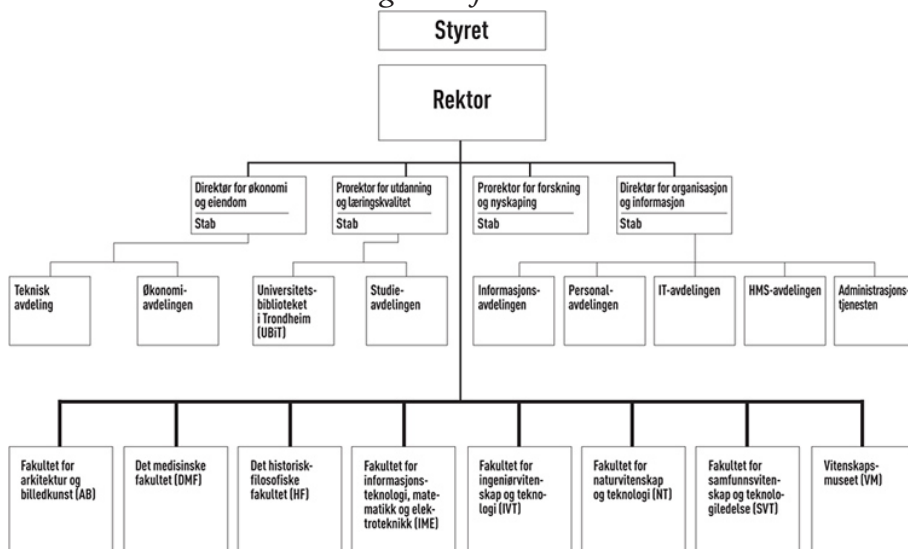 Styret
Rektor
Direktør for økonomi
og eiendom
Stab
Prorektor for utdanning
og læringskvalitet
Stab
Prorektor for forskning
og nyskaping
Stab
Direktør for organisasjon
og informasjon
Stab
Teknisk
avdeling
Økonomi-
avdelingen
Universitets-
biblioteket
i Trondheim
(UBiT)
Studie-
avdelingen
Informasjons-
avdelingen
Personal-
avdelingen
IT-avdelingen
HMS-avdelingen
Administrasjons-
tjenesten
Fakultet for
arkitektur og
billedkunst (AB)
Det medisinske
fakultet (DMF)
Det historisk-
filosofiske
fakultet (HF)
Fakultet for
informasjons-
teknologi, mate-
matikk og elek-
troteknikk (IME)
Fakultet for
ingeniørviten-
skap og tekno-
logi (IVT)
Fakultet for
naturvitenskap
og teknologi (NT)
Fakultet for
samfunnsviten-
skap og teknolo-
giledelse (SVT)
Vitenskaps-
museet (VM)